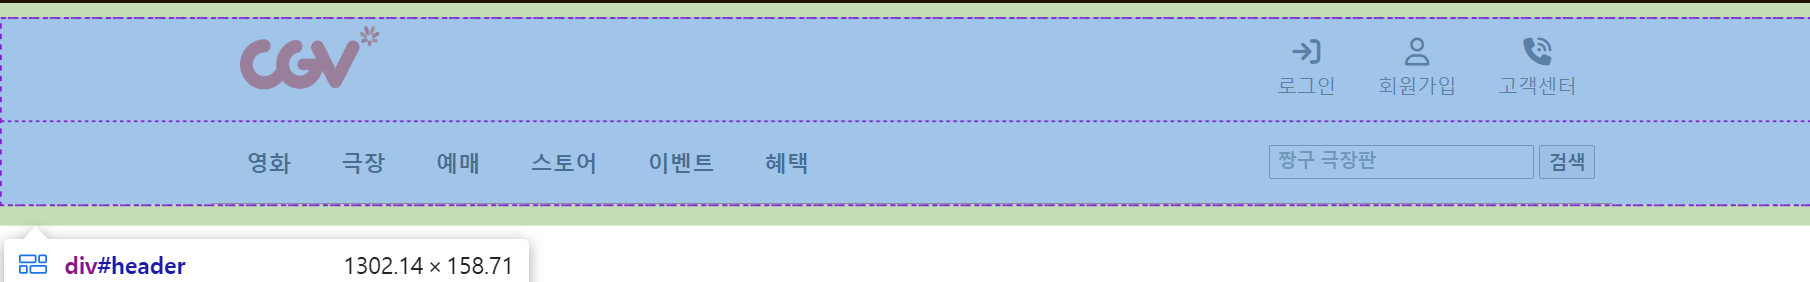 CGV
로그인 회원가입 고객센터
영화 극장 예매 스토어 이벤트 혜택 짱구 극장판 검색
div#header 1302.14 × 158.71